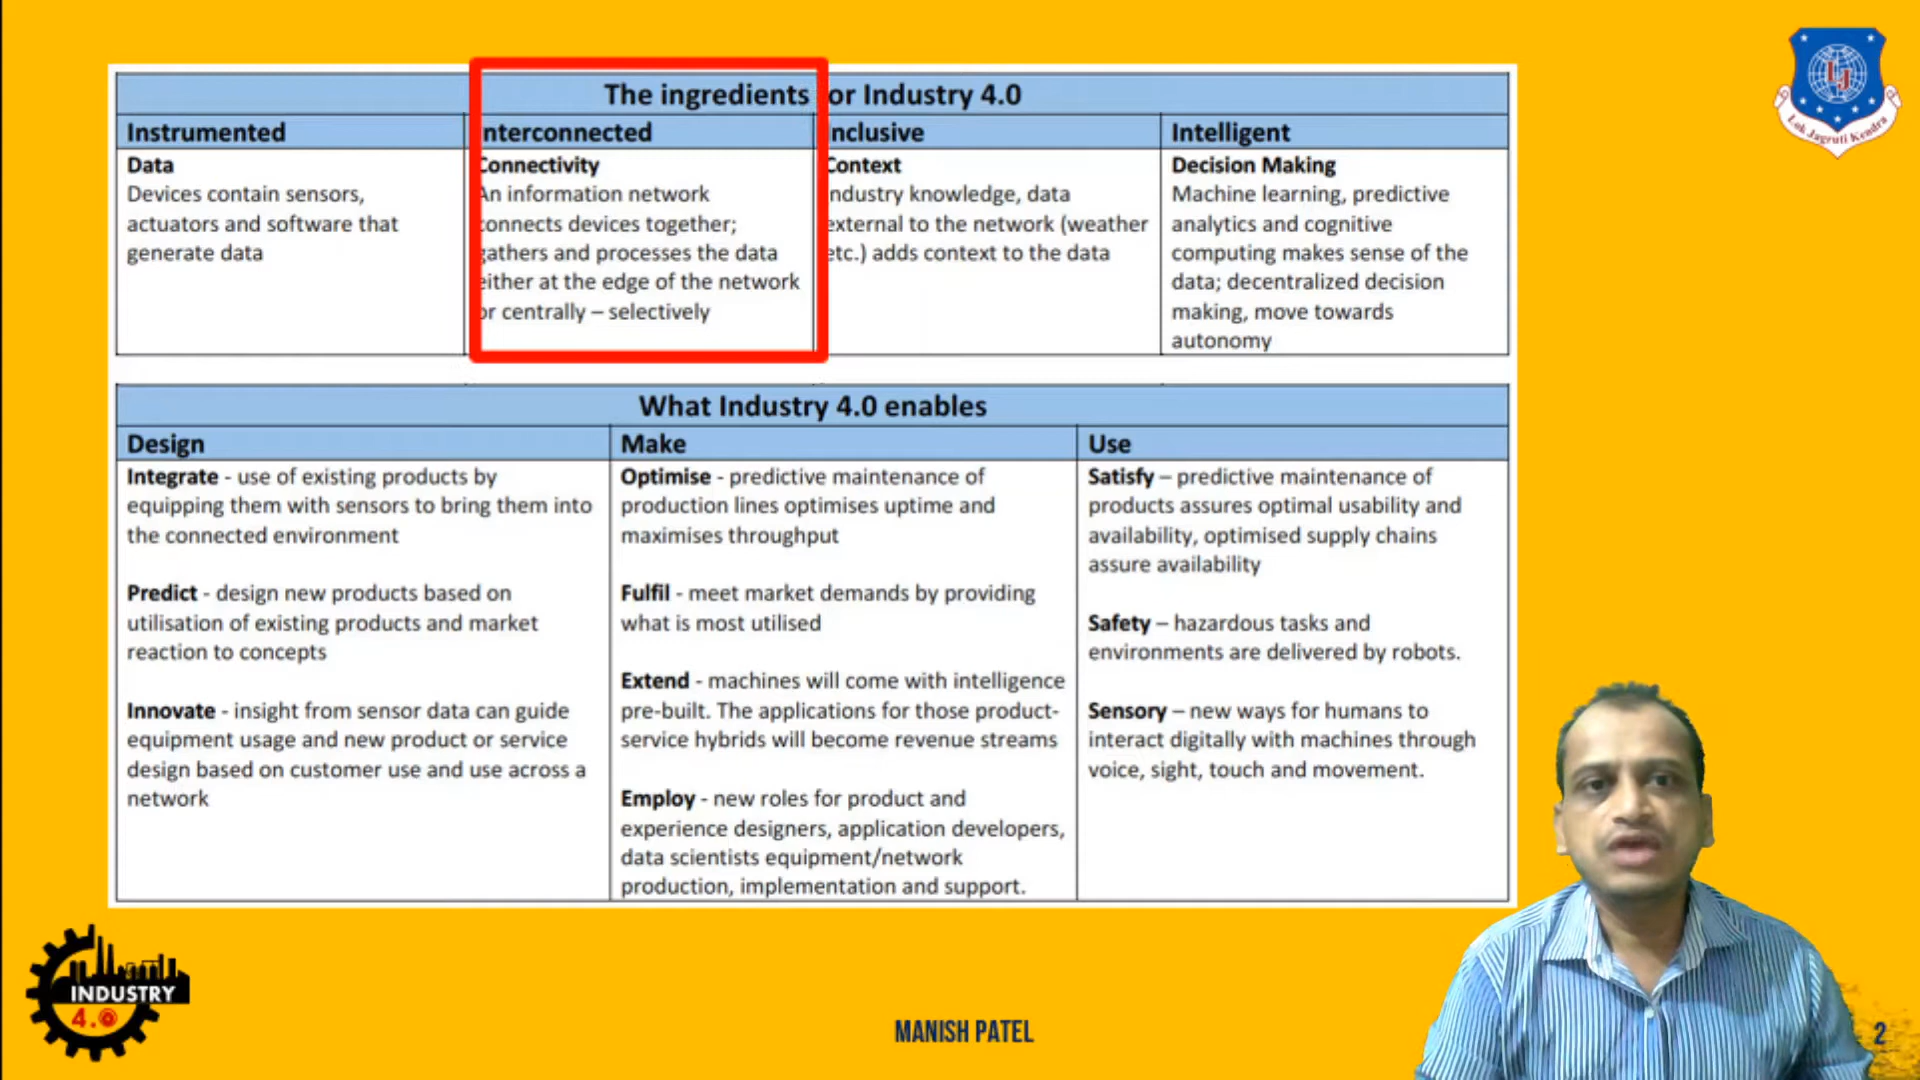 The ingredients or Industry 4.0
Instrumented
Data
Devices contain sensors,
actuators and software that
generate data
nterconnected
Connectivity
An information network
connects devices together;
gathers and processes the data
either at the edge of the network
or centrally – selectively
nclusive
Context
ndustry knowledge, data
external to the network (weather
etc.) adds context to the data
Intelligent
Decision Making
Machine learning, predictive
analytics and cognitive
computing makes sense of the
data; decentralized decision
making, move towards
autonomy
What Industry 4.0 enables
Design
Integrate - use of existing products by
equipping them with sensors to bring them into
the connected environment
Predict - design new products based on
utilisation of existing products and market
reaction to concepts
Innovate - insight from sensor data can guide
equipment usage and new product or service
design based on customer use and use across a
network
Make
Optimise - predictive maintenance of
production lines optimises uptime and
maximises throughput
Fulfil - meet market demands by providing
what is most utilised
Extend - machines will come with intelligence
pre-built. The applications for those product-
service hybrids will become revenue streams
Employ - new roles for product and
experience designers, application developers,
data scientists equipment/network
production, implementation and support.
Use
Satisfy – predictive maintenance of
products assures optimal usability and
availability, optimised supply chains
assure availability
Safety – hazardous tasks and
environments are delivered by robots.
Sensory – new ways for humans to
interact digitally with machines through
voice, sight, touch and movement.
LJ
Lok Jagruti Kendra
INDUSTRY
4.0
MANISH PATEL
2